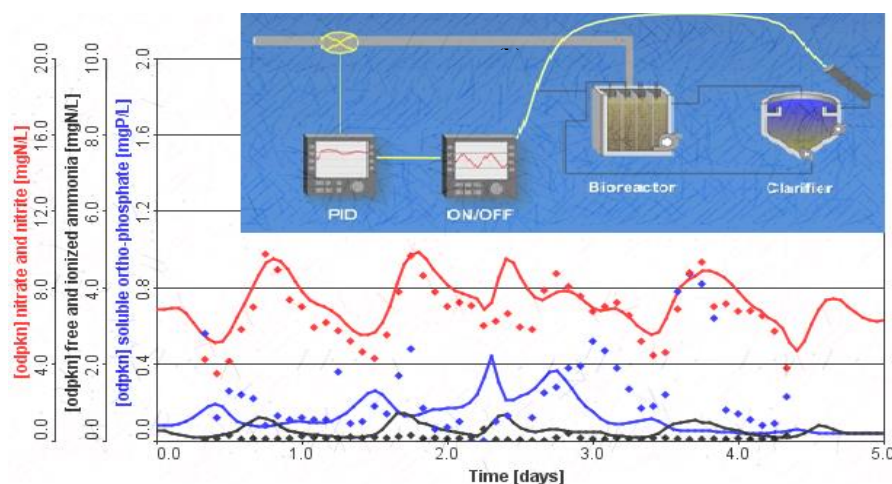 [odpkn] nitrate and nitrite [mgN/L]
[odpkn] free and ionized ammonia [mgN/L]
[odpkn] soluble ortho-phosphate [mgP/L]
20.0
16.0
12.0
8.0
4.0
0.0
10.0
8.0
6.0
4.0
2.0
0.0
2.0
1.6
1.2
0.8
0.4
0.0
PID
ON/OFF
Bioreactor
Clarifier
0.0 1.0 2.0 3.0 4.0 5.0
Time [days]